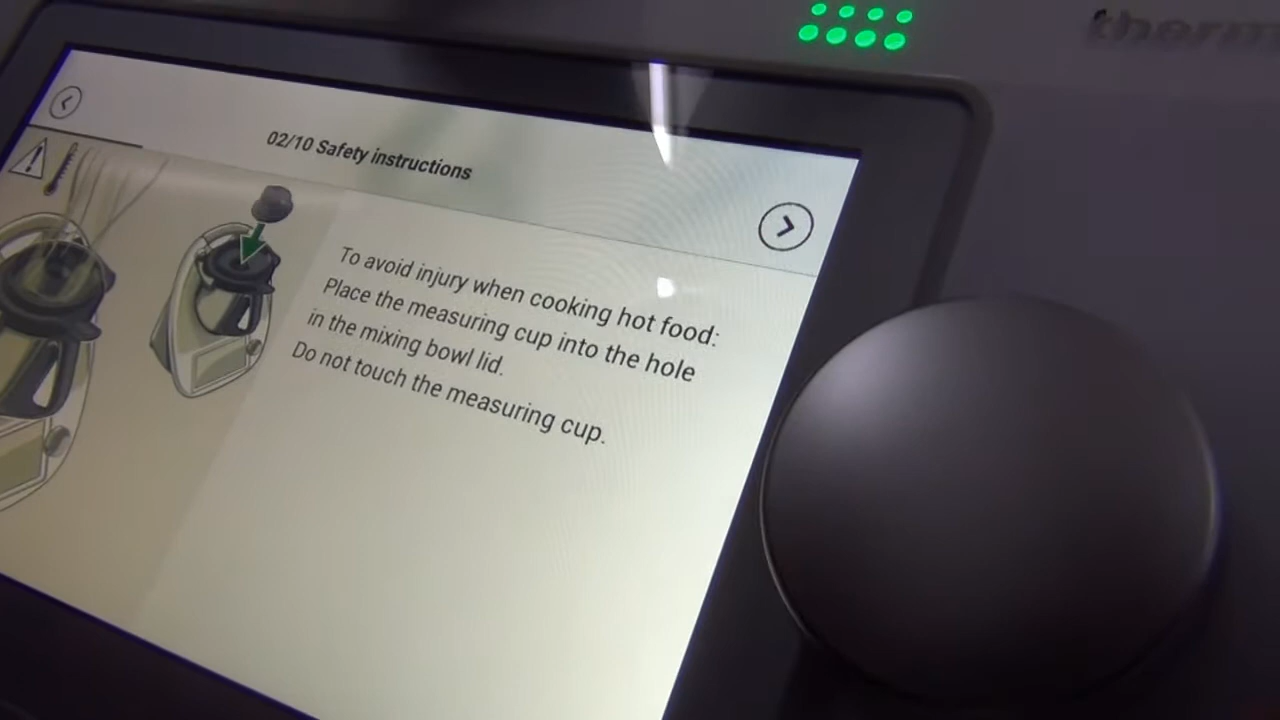 therm
02/10 Safety instructions
To avoid injury when cooking hot food:
Place the measuring cup into the hole
in the mixing bowl lid.
Do not touch the measuring cup.